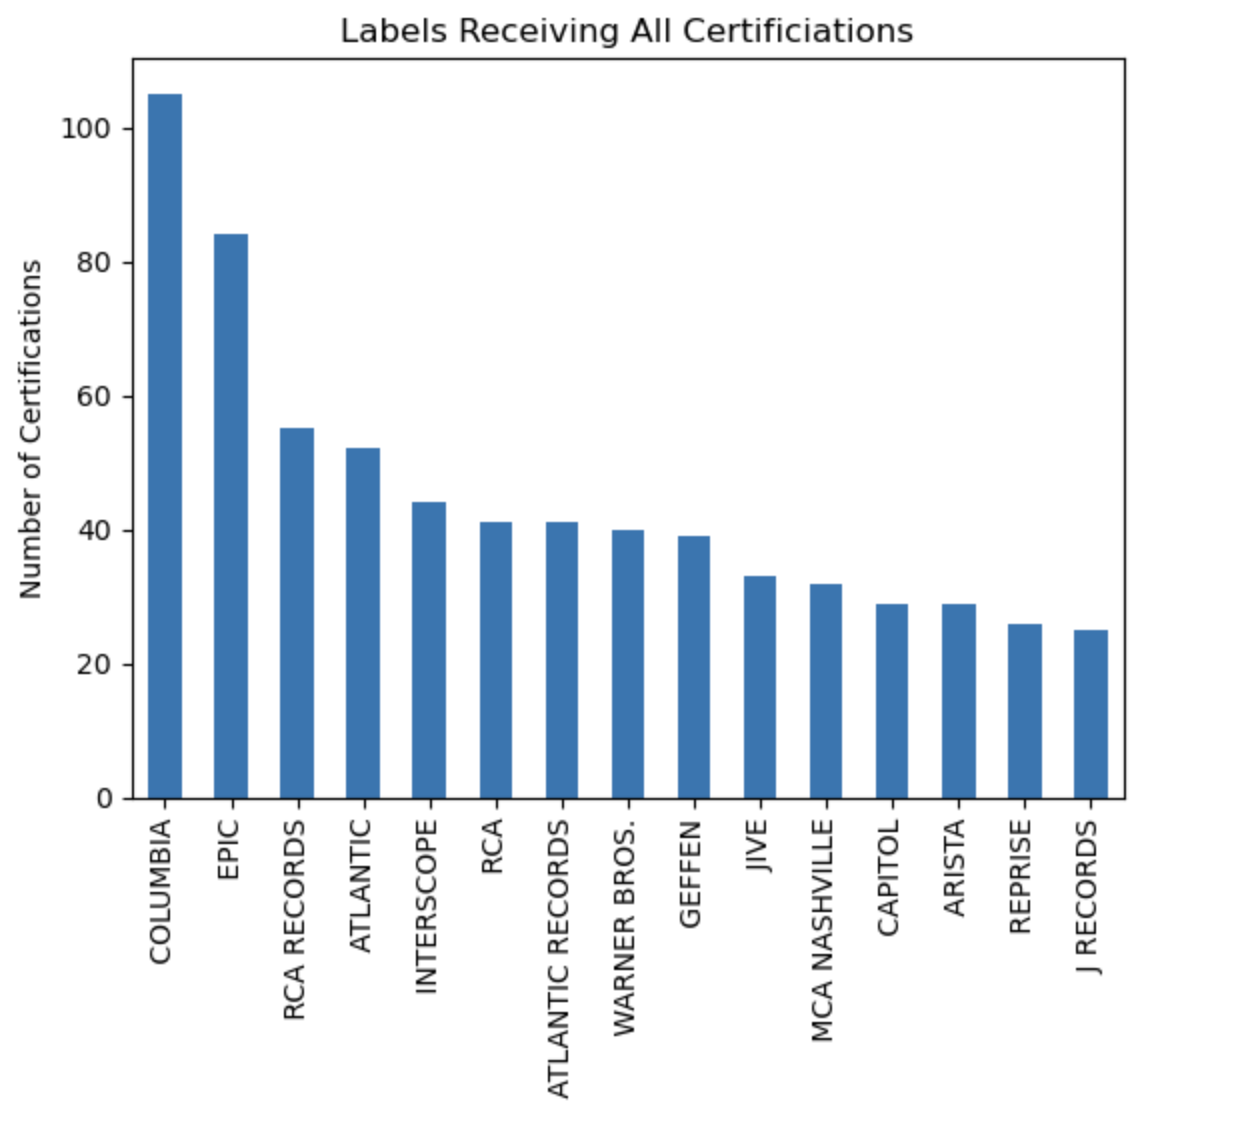 Labels Receiving All Certificiations
Number of Certifications
100
80
60
40
20
0
COLUMBIA
EPIC
RCA RECORDS
ATLANTIC
INTERSCOPE
RCA
ATLANTIC RECORDS
WARNER BROS.
GEFFEN
JIVE
MCA NASHVILLE
CAPITOL
ARISTA
REPRISE
J RECORDS